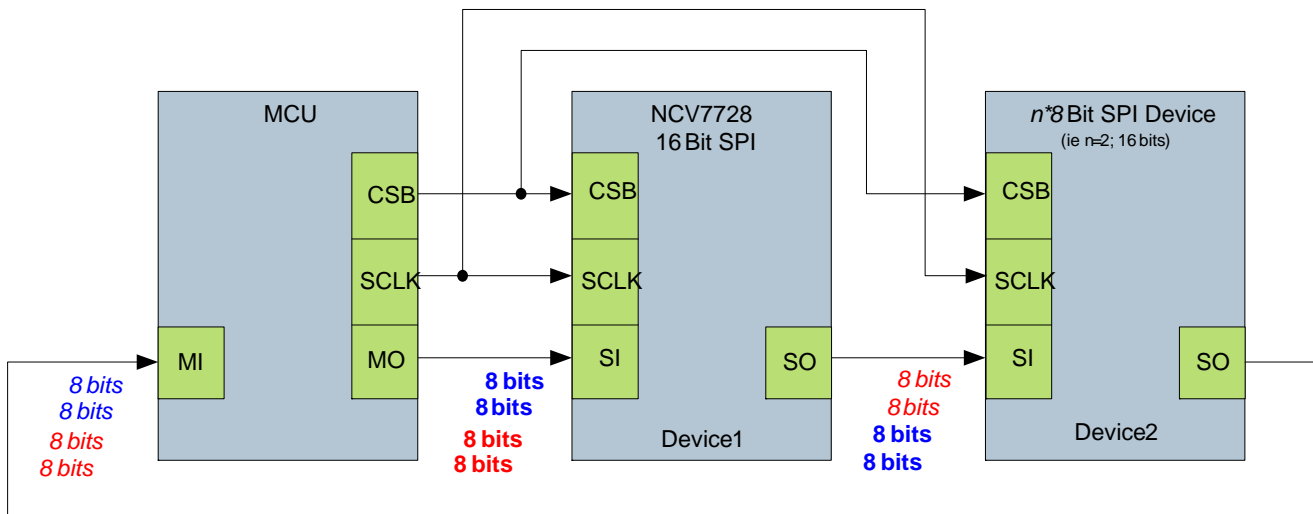 MCU
CSB
SCLK
MI
MO
8 bits
8 bits
8 bits
8 bits
8 bits
8 bits
8 bits
8 bits
NCV7728
16 Bit SPI
CSB
SCLK
SI
SO
Device1
8 bits
8 bits
8 bits
8 bits
n*8 Bit SPI Device
(ie n=2; 16 bits)
CSB
SCLK
SI
SO
Device2